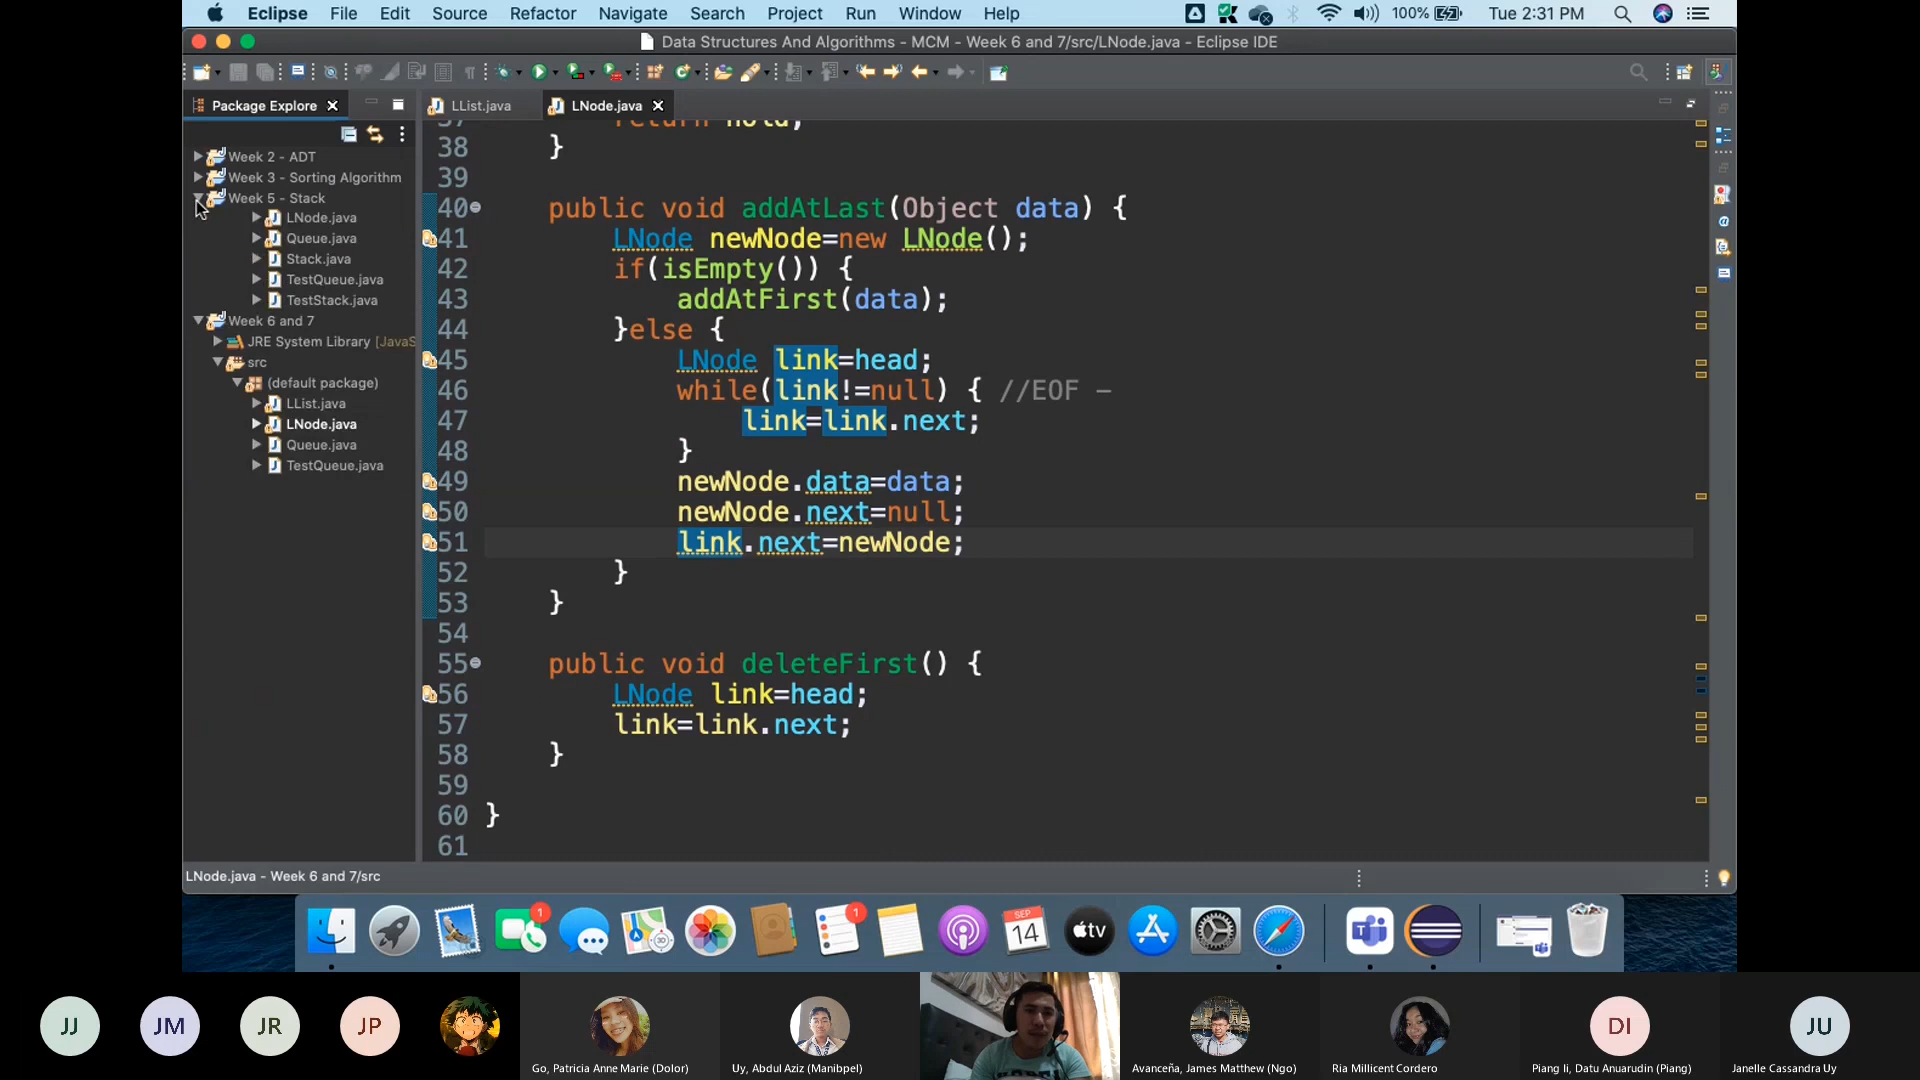 Eclipse File Edit Source Refactor Navigate Search Project Run Window Help 100% Tue 2:31 PM
Data Structures And Algorithms - MCM - Week 6 and 7/src/LNode.java - Eclipse IDE
Package Explore
LList.java
LNode.java
Week 2 - ADT
Week 3 - Sorting Algorithm
Week 5 - Stack
LNode.java
Queue.java
Stack.java
TestQueue.java
TestStack.java
Week 6 and 7
JRE System Library [JavaS
src
(default package)
LList.java
LNode.java
Queue.java
TestQueue.java
37 return hold;
38 }
39
40 public void addAtLast(Object data) {
41 LNode newNode=new LNode();
42 if(isEmpty()) {
43 addAtFirst(data);
44 }else {
45 LNode link=head;
46 while(link!=null) { //EOF –
47 link=link.next;
48 }
49 newNode.data=data;
50 newNode.next=null;
51 link.next=newNode;
52 }
53 }
54
55 public void deleteFirst() {
56 LNode link=head;
57 link=link.next;
58 }
59
60 }
61
LNode.java - Week 6 and 7/src
1
1
SEP
14
tv
JJ
JM
JR
JP
Go, Patricia Anne Marie (Dolor)
Uy, Abdul Aziz (Manibpel)
Avanceña, James Matthew (Ngo)
Ria Millicent Cordero
DI
Piang Ii, Datu Anuarudin (Piang)
JU
Janelle Cassandra Uy